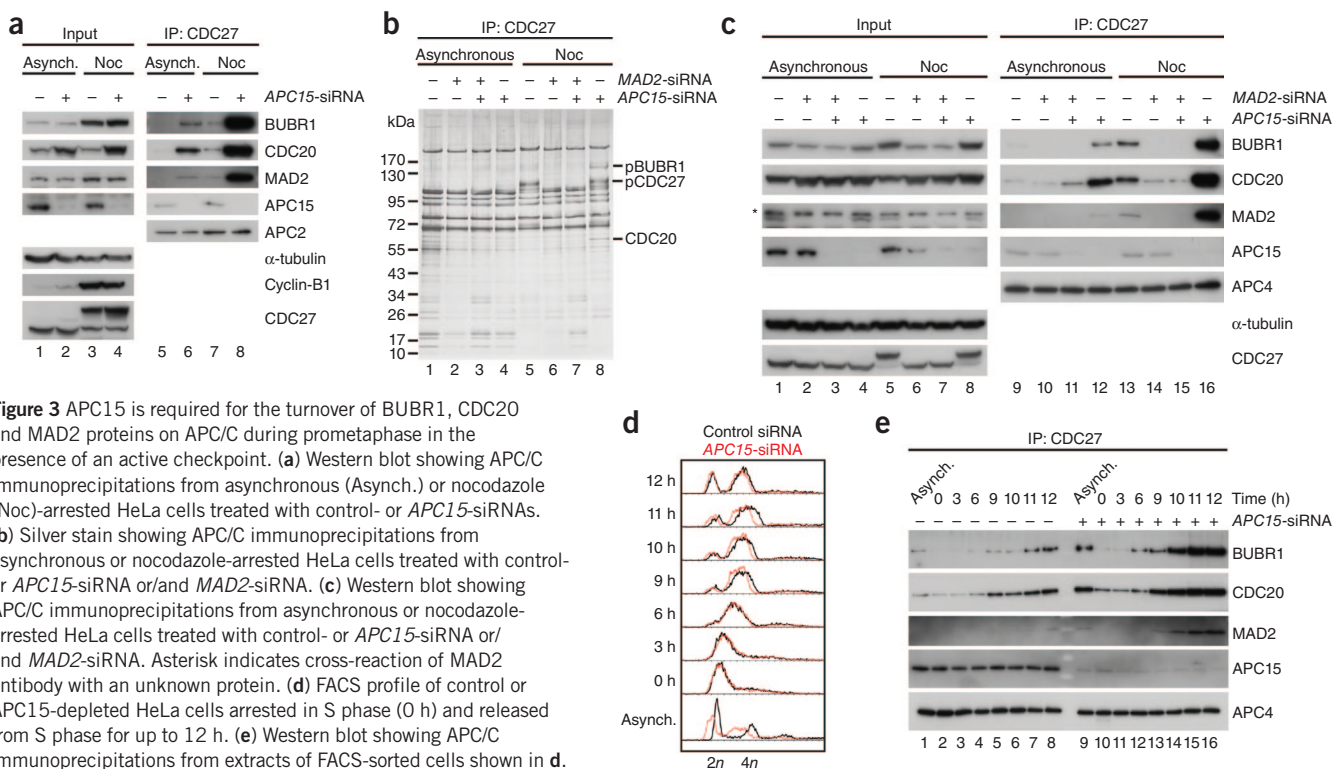 a
Input
IP: CDC27
Asynch. Noc Asynch. Noc
– + – + – + – + APC15-siRNA
BUBR1
CDC20
MAD2
APC15
APC2
α-tubulin
Cyclin-B1
CDC27
1 2 3 4 5 6 7 8
b
IP: CDC27
Asynchronous Noc
– + + – – – + – MAD2-siRNA
– – + + – – + + APC15-siRNA
kDa
170
130
95
72
55
43
34
26
17
10
pBUBR1
pCDC27
CDC20
1 2 3 4 5 6 7 8
c
Input
IP: CDC27
Asynchronous Noc Asynchronous Noc
– + + – – + + – – + + – – + + – MAD2-siRNA
– – + + – – + + – – + + – – + + APC15-siRNA
BUBR1
CDC20
* MAD2
APC15
APC4
α-tubulin
CDC27
1 2 3 4 5 6 7 8 9 10 11 12 13 14 15 16
Figure 3 APC15 is required for the turnover of BUBR1, CDC20
and MAD2 proteins on APC/C during prometaphase in the
presence of an active checkpoint. (a) Western blot showing APC/C
immunoprecipitations from asynchronous (Asynch.) or nocodazole
(Noc)-arrested HeLa cells treated with control- or APC15-siRNAs.
(b) Silver stain showing APC/C immunoprecipitations from
asynchronous or nocodazole-arrested HeLa cells treated with control-
or APC15-siRNA or/and MAD2-siRNA. (c) Western blot showing
APC/C immunoprecipitations from asynchronous or nocodazole-
arrested HeLa cells treated with control- or APC15-siRNA or/
and MAD2-siRNA. Asterisk indicates cross-reaction of MAD2
antibody with an unknown protein. (d) FACS profile of control or
APC15-depleted HeLa cells arrested in S phase (0 h) and released
from S phase for up to 12 h. (e) Western blot showing APC/C
immunoprecipitations from extracts of FACS-sorted cells shown in d.
d
Control siRNA
APC15-siRNA
12 h
11 h
10 h
9 h
6 h
3 h
0 h
Asynch.
2n 4n
e
IP: CDC27
Asynch. 0 3 6 9 10 11 12 Asynch. 0 3 6 9 10 11 12 Time (h)
– – – – – – – – + + + + + + + + APC15-siRNA
BUBR1
CDC20
MAD2
APC15
APC4
1 2 3 4 5 6 7 8 9 10 11 12 13 14 15 16